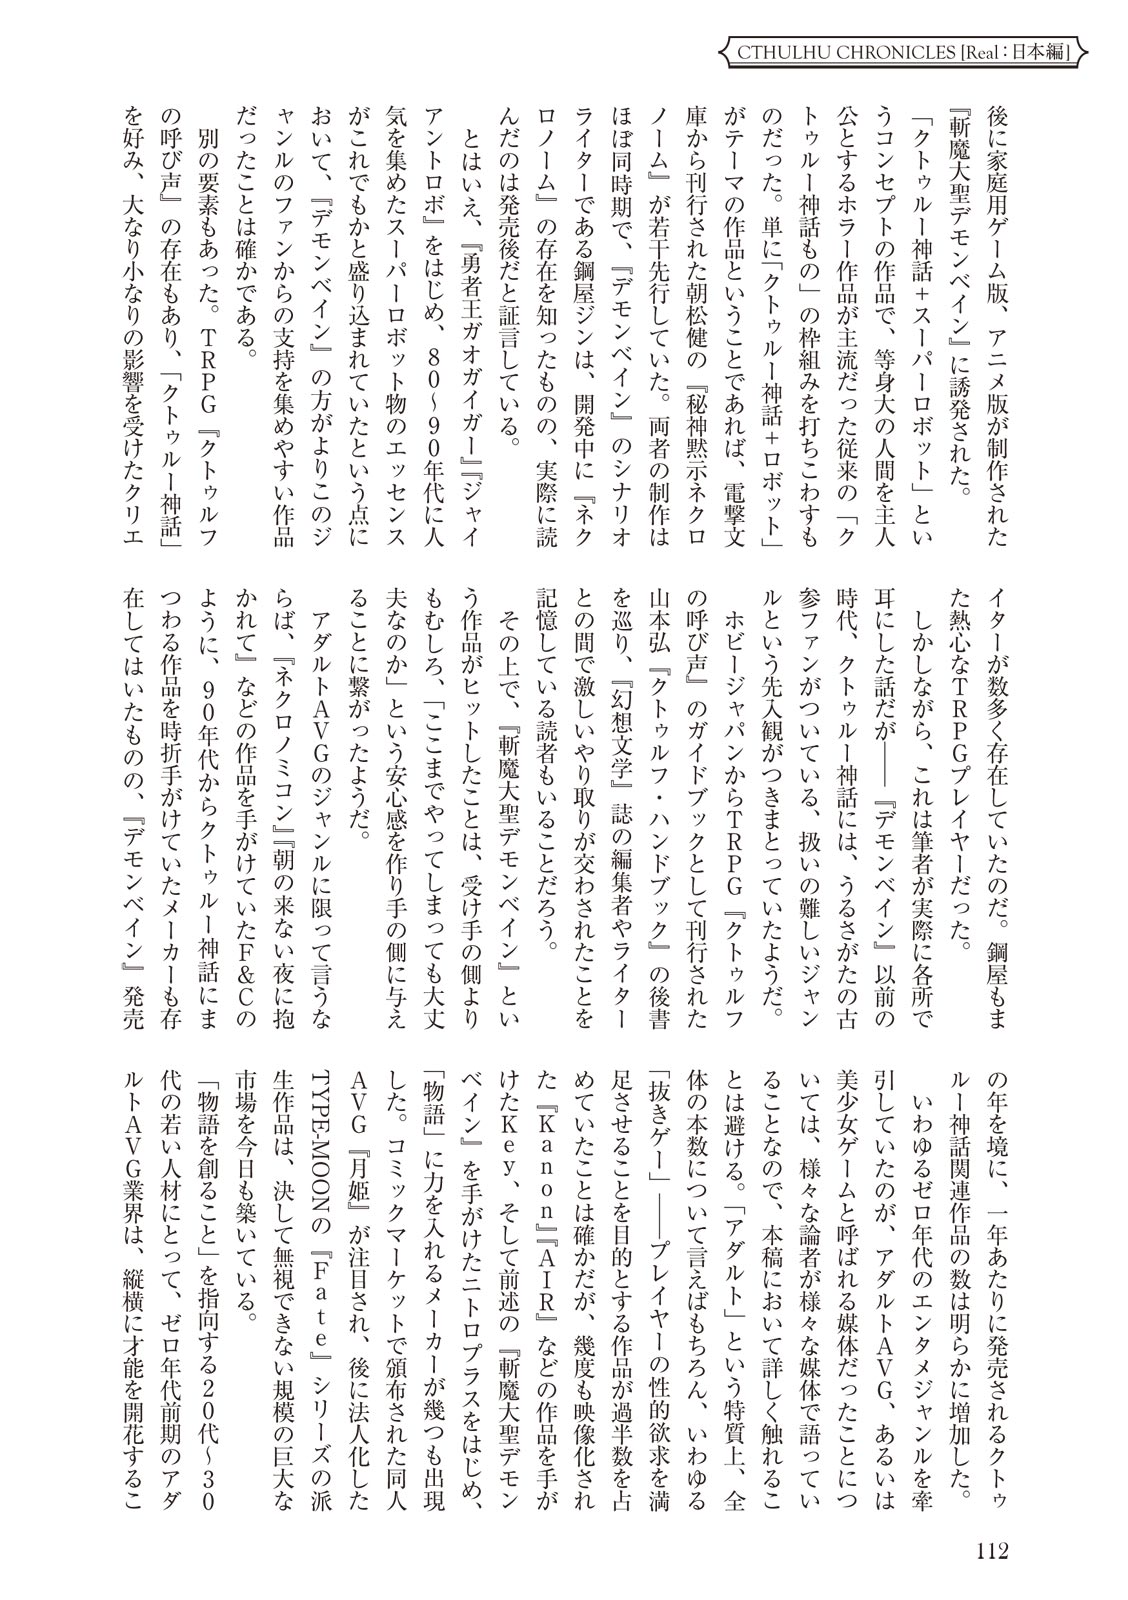 CTHULHU CHRONICLES [Real：日本編]
後に家庭用ゲーム版、アニメ版が制作された
『斬魔大聖デモンベイン』に誘発された。
「クトゥルー神話＋スーパーロボット」とい
うコンセプトの作品で、等身大の人間を主人
公とするホラー作品が主流だった従来の「ク
トゥルー神話もの」の枠組みを打ちこわすも
のだった。単に「クトゥルー神話＋ロボット」
がテーマの作品ということであれば、電撃文
庫から刊行された朝松健の『秘神黙示ネクロ
ノーム』が若干先行していた。両者の制作は
ほぼ同時期で、『デモンベイン』のシナリオ
ライターである鋼屋ジンは、開発中に『ネク
ロノーム』の存在を知ったものの、実際に読
んだのは発売後だと証言している。
とはいえ、『勇者王ガオガイガー』『ジャイ
アントロボ』をはじめ、８０～９０年代に人
気を集めたスーパーロボット物のエッセンス
がこれでもかと盛り込まれていたという点に
おいて、『デモンベイン』の方がよりこのジ
ャンルのファンからの支持を集めやすい作品
だったことは確かである。
別の要素もあった。ＴＲＰＧ『クトゥルフ
の呼び声』の存在もあり、「クトゥルー神話」
を好み、大なり小なりの影響を受けたクリエ
イターが数多く存在していたのだ。鋼屋もま
た熱心なＴＲＰＧプレイヤーだった。
しかしながら、これは筆者が実際に各所で
耳にした話だが――『デモンベイン』以前の
時代、クトゥルー神話には、うるさがたの古
参ファンがついている、扱いの難しいジャン
ルという先入観がつきまとっていたようだ。
ホビージャパンからＴＲＰＧ『クトゥルフ
の呼び声』のガイドブックとして刊行された
山本弘『クトゥルフ・ハンドブック』の後書
を巡り、『幻想文学』誌の編集者やライター
との間で激しいやり取りが交わされたことを
記憶している読者もいることだろう。
その上で、『斬魔大聖デモンベイン』とい
う作品がヒットしたことは、受け手の側より
もむしろ、「ここまでやってしまっても大丈
夫なのか」という安心感を作り手の側に与え
ることに繋がったようだ。
アダルトＡＶＧのジャンルに限って言うな
らば、『ネクロノミコン』『朝の来ない夜に抱
かれて』などの作品を手がけていたＦ＆Ｃの
ように、９０年代からクトゥルー神話にま
つわる作品を時折手がけていたメーカーも存
在してはいたものの、『デモンベイン』発売
の年を境に、一年あたりに発売されるクトゥ
ルー神話関連作品の数は明らかに増加した。
いわゆるゼロ年代のエンタメジャンルを牽
引していたのが、アダルトＡＶＧ、あるいは
美少女ゲームと呼ばれる媒体だったことにつ
いては、様々な論者が様々な媒体で語ってい
ることなので、本稿において詳しく触れるこ
とは避ける。「アダルト」という特質上、全
体の本数について言えばもちろん、いわゆる
「抜きゲー」――プレイヤーの性的欲求を満
足させることを目的とする作品が過半数を占
めていたことは確かだが、幾度も映像化され
た『Ｋａｎｏｎ』『ＡＩＲ』などの作品を手が
けたＫｅｙ、そして前述の『斬魔大聖デモン
ベイン』を手がけたニトロプラスをはじめ、
「物語」に力を入れるメーカーが幾つも出現
した。コミックマーケットで頒布された同人
ＡＶＧ『月姫』が注目され、後に法人化した
TYPE-MOONの『Ｆａｔｅ』シリーズの派
生作品は、決して無視できない規模の巨大な
市場を今日も築いている。
「物語を創ること」を指向する２０代～３０
代の若い人材にとって、ゼロ年代前期のアダ
ルトＡＶＧ業界は、縦横に才能を開花するこ
112